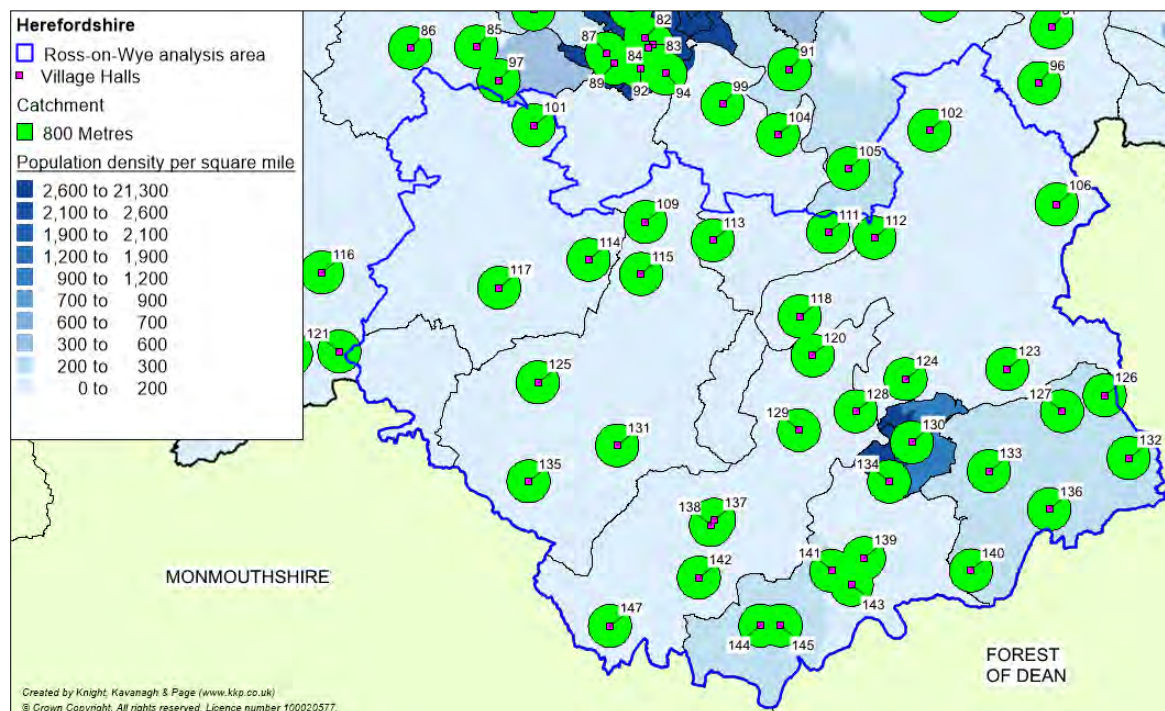 Herefordshire
Ross-on-Wye analysis area
Village Halls
Catchment
800 Metres
Population density per square mile
2,600 to 21,300
2,100 to 2,600
1,900 to 2,100
1,200 to 1,900
900 to 1,200
700 to 900
600 to 700
300 to 600
200 to 300
0 to 200
82
87
83
85
86
84
91
97
89
92
94
96
99
101
102
104
105
106
109
111
112
113
114
115
116
117
118
121
120
123
124
125
126
127
128
129
130
131
132
133
134
135
136
137
138
139
140
141
142
143
147
144
145
MONMOUTHSHIRE
FOREST
OF DEAN
Created by Knight, Kavanagh & Page (www.kkp.co.uk)
© Crown Copyright. All rights reserved. Licence number 100020577.